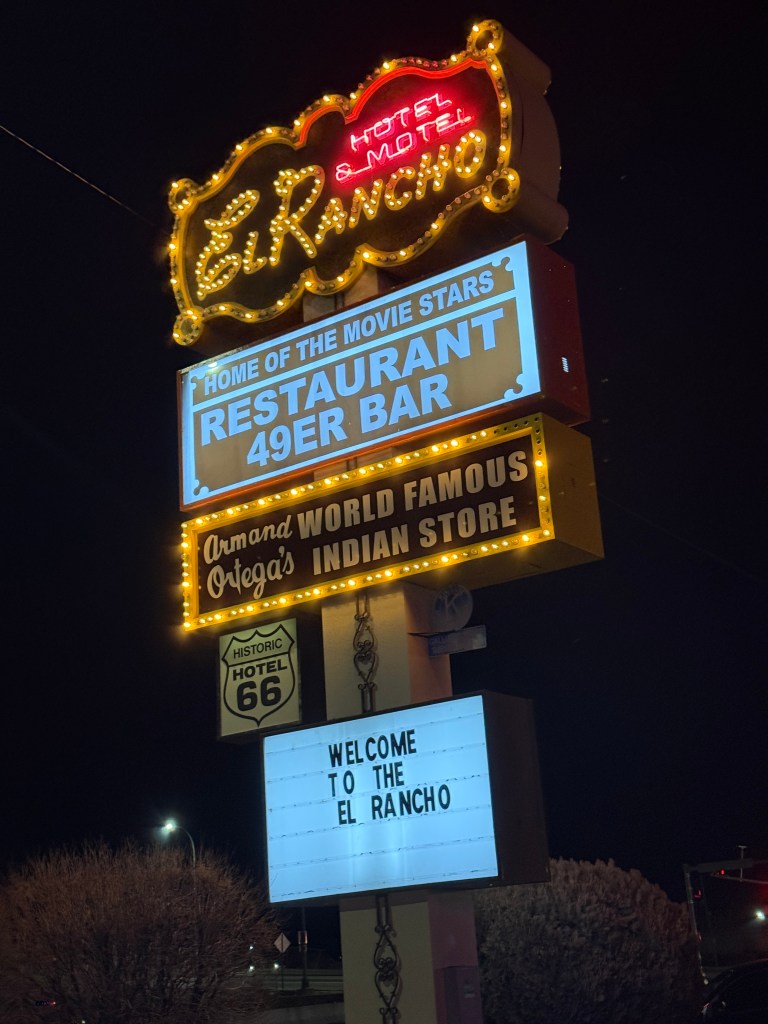 HOTEL
& MOTEL
El Rancho
HOME OF THE MOVIE STARS
RESTAURANT
49ER BAR
Armand
Ortega's
WORLD FAMOUS
INDIAN STORE
HISTORIC
HOTEL
66
WELCOME
TO THE
EL RANCHO